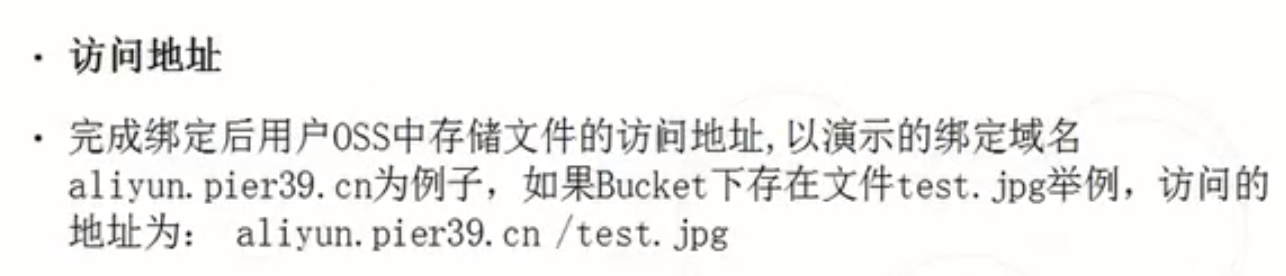 · 访问地址
· 完成绑定后用户OSS中存储文件的访问地址,以演示的绑定域名
aliyun.pier39.cn为例子，如果Bucket下存在文件test.jpg举例，访问的
地址为： aliyun.pier39.cn /test.jpg